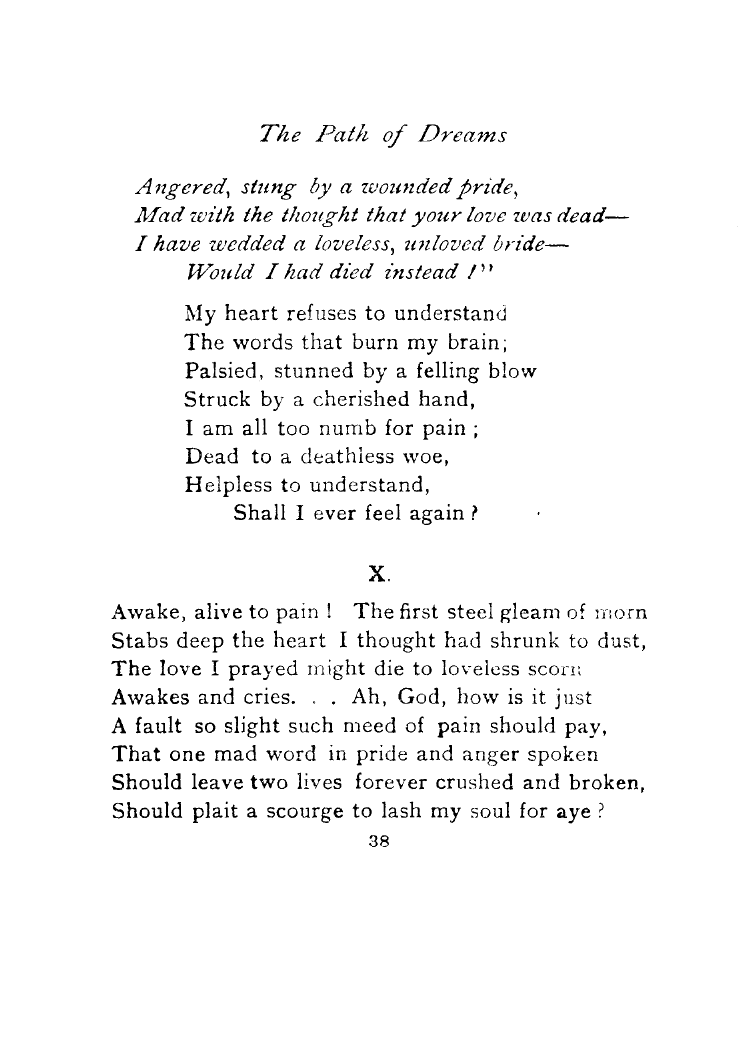 The Path of Dreams
Angered, stung by a wounded pride,
Mad with the thought that your love was dead—
I have wedded a loveless, unloved bride—
Would I had died instead !"
My heart refuses to understand
The words that burn my brain;
Palsied, stunned by a felling blow
Struck by a cherished hand,
I am all too numb for pain ;
Dead to a deathless woe,
Helpless to understand,
Shall I ever feel again ?
X.
Awake, alive to pain ! The first steel gleam of morn
Stabs deep the heart I thought had shrunk to dust,
The love I prayed might die to loveless scorn
Awakes and cries. . . Ah, God, how is it just
A fault so slight such meed of pain should pay,
That one mad word in pride and anger spoken
Should leave two lives forever crushed and broken,
Should plait a scourge to lash my soul for aye ?
38